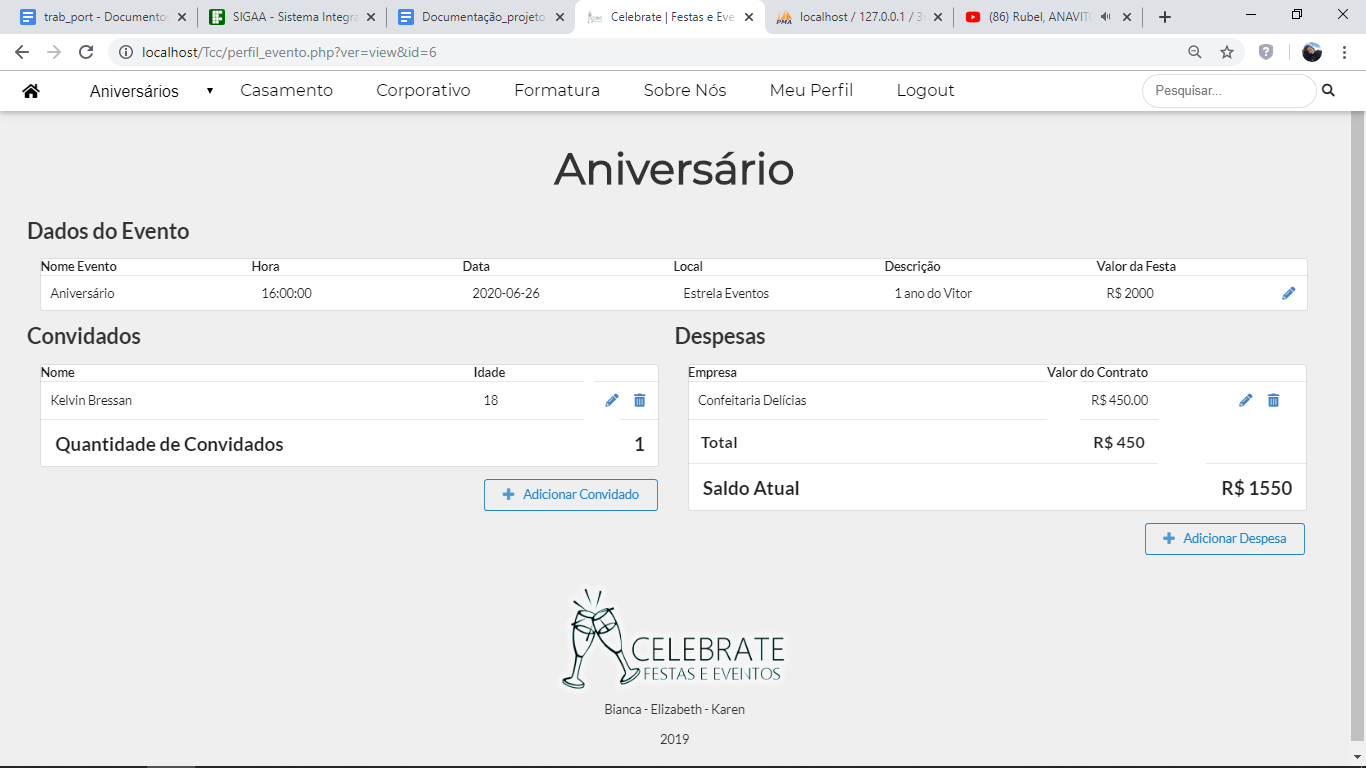 trab_port - Documentos
SIGAA - Sistema Integra
Documentação_projeto
Celebrate | Festas e Eve
localhost / 127.0.0.1 / 3
(86) Rubel, ANAVIT
localhost/Tcc/perfil_evento.php?ver=view&id=6
Aniversários Casamento Corporativo Formatura Sobre Nós Meu Perfil Logout Pesquisar...
Aniversário
Dados do Evento
Nome Evento Hora Data Local Descrição Valor da Festa
Aniversário 16:00:00 2020-06-26 Estrela Eventos 1 ano do Vitor R$ 2000
Convidados
Nome Idade
Kelvin Bressan 18
Quantidade de Convidados 1
Adicionar Convidado
Despesas
Empresa Valor do Contrato
Confeitaria Delícias R$ 450.00
Total R$ 450
Saldo Atual R$ 1550
Adicionar Despesa
CELEBRATE
FESTAS E EVENTOS
Bianca - Elizabeth - Karen
2019